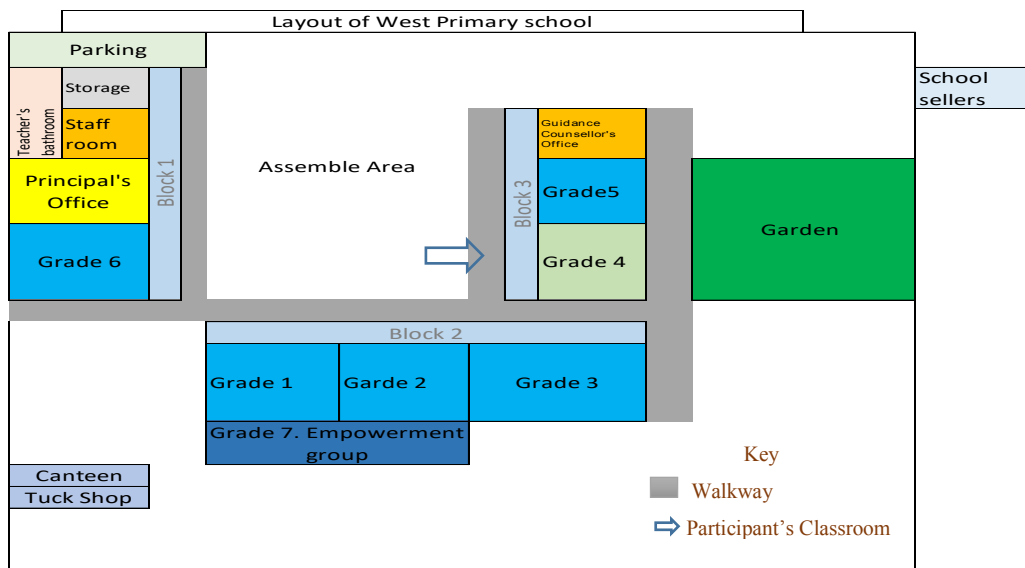 Layout of West Primary school
Parking
School
sellers
Teacher's
bathroom
Storage
Staff
room
Block 1
Principal's
Office
Grade 6
Assemble Area
Block 3
Guidance
Counsellor's
Office
Grade5
Grade 4
Garden
Block 2
Grade 1
Garde 2
Grade 3
Grade 7. Empowerment
group
Canteen
Tuck Shop
Key
Walkway
Participant's Classroom